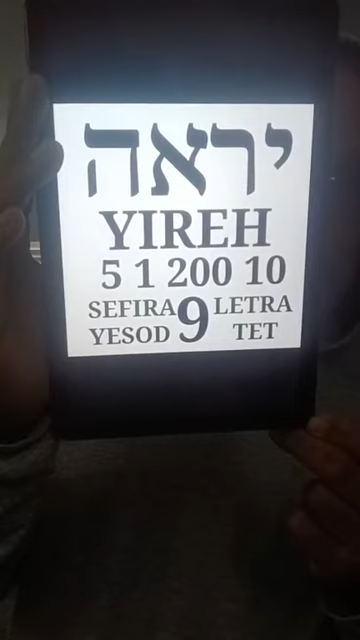 יראה
YIREH
5 1 200 10
SEFIRA 9 LETRA
YESOD TET